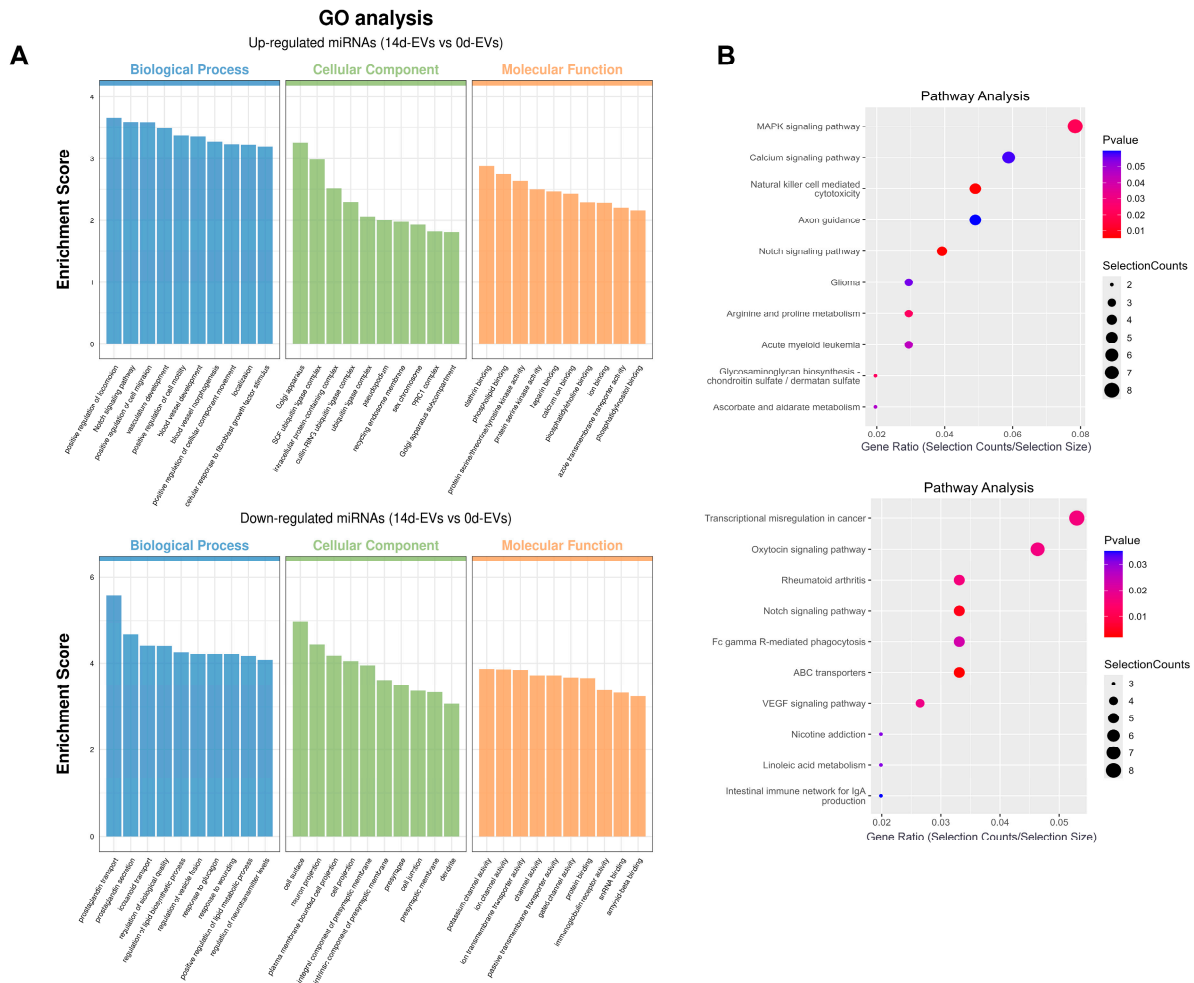 GO analysis
A
Up-regulated miRNAs (14d-EVs vs 0d-EVs)
Biological Process
Cellular Component
Molecular Function
Enrichment Score
4
3
2
1
0
positive regulation of locomotion
Notch signaling pathway
positive regulation of cell migration
vasculature development
positive regulation of cell motility
blood vessel development
blood vessel morphogenesis
positive regulation of cellular component movement
localization
cellular response to fibroblast growth factor stimulus
Golgi apparatus
SCF ubiquitin ligase complex
intracellular protein-containing complex
cullin-RING ubiquitin ligase complex
ubiquitin ligase complex
pseudopodium
recycling endosome membrane
sex chromosome
PRC1 complex
Golgi apparatus subcompartment
clathrin binding
phospholipid binding
protein serine/threonine/tyrosine kinase activity
protein serine kinase activity
heparin binding
calcium ion binding
phosphatidylcholine binding
ion binding
azole transmembrane transporter activity
phosphatidylinositol binding
Down-regulated miRNAs (14d-EVs vs 0d-EVs)
Biological Process
Cellular Component
Molecular Function
Enrichment Score
6
4
2
0
prostaglandin transport
prostaglandin secretion
icosanoid transport
regulation of biological quality
regulation of lipid biosynthetic process
regulation of vesicle fusion
response to glucagon
response to wounding
positive regulation of lipid metabolic process
regulation of neurotransmitter levels
cell surface
neuron projection
plasma membrane bounded cell projection
cell projection
integral component of presynaptic membrane
intrinsic component of presynaptic membrane
presynapse
cell junction
presynaptic membrane
dendrite
potassium channel activity
ion channel activity
ion transmembrane transporter activity
channel activity
passive transmembrane transporter activity
gated channel activity
protein binding
immunoglobulin receptor activity
snRNA binding
amyloid-beta binding
B
Pathway Analysis
MAPK signaling pathway
Calcium signaling pathway
Natural killer cell mediated
cytotoxicity
Axon guidance
Notch signaling pathway
Glioma
Arginine and proline metabolism
Acute myeloid leukemia
Glycosaminoglycan biosynthesis -
chondroitin sulfate / dermatan sulfate
Ascorbate and aldarate metabolism
0.02 0.04 0.06 0.08
Gene Ratio (Selection Counts/Selection Size)
Pvalue
0.05
0.04
0.03
0.02
0.01
SelectionCounts
2
3
4
5
6
7
8
Pathway Analysis
Transcriptional misregulation in cancer
Oxytocin signaling pathway
Rheumatoid arthritis
Notch signaling pathway
Fc gamma R-mediated phagocytosis
ABC transporters
VEGF signaling pathway
Nicotine addiction
Linoleic acid metabolism
Intestinal immune network for IgA
production
0.02 0.03 0.04 0.05
Gene Ratio (Selection Counts/Selection Size)
Pvalue
0.03
0.02
0.01
SelectionCounts
3
4
5
6
7
8